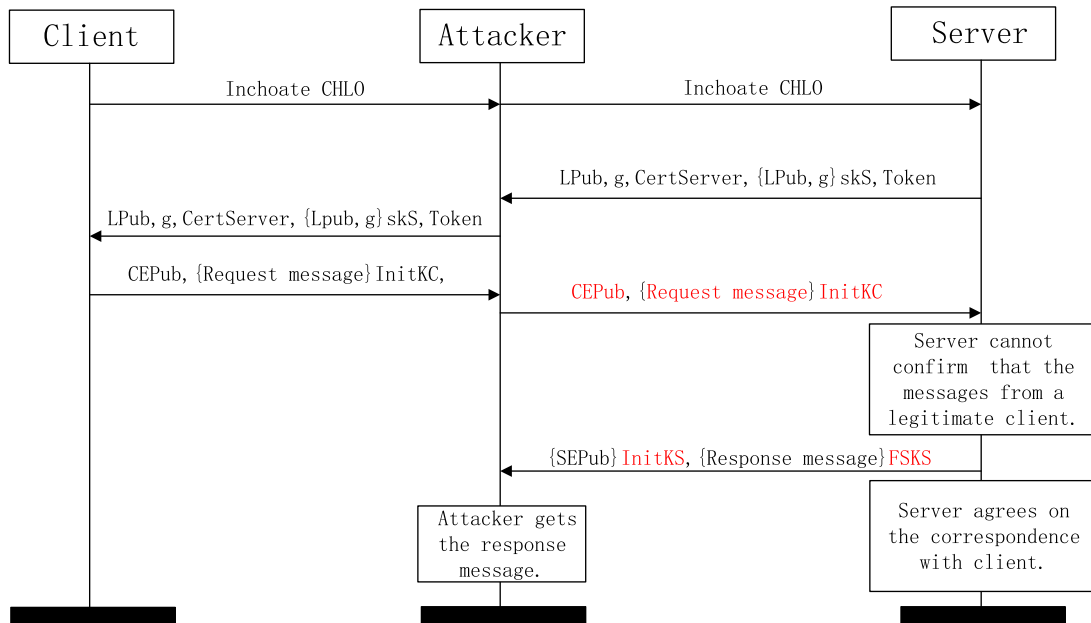 Client
Attacker
Server
Inchoate CHLO
Inchoate CHLO
LPub, g, CertServer, {LPub, g}skS, Token
LPub, g, CertServer, {Lpub, g}skS, Token
CEPub, {Request message}InitKC,
CEPub, {Request message}InitKC
Server cannot
confirm that the
messages from a
legitimate client.
{SEPub}InitKS, {Response message}FSKS
Attacker gets
the response
message.
Server agrees on
the correspondence
with client.